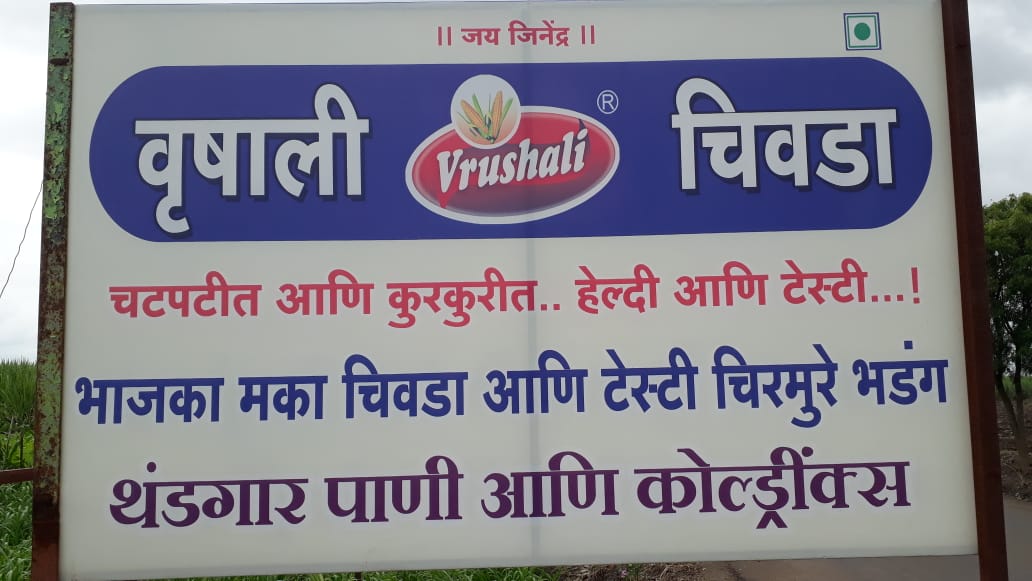 ॥ जय जिनेंद्र ॥
वृषाली Vrushali ® चिवडा
चटपटीत आणि कुरकुरीत.. हेल्दी आणि टेस्टी...!
भाजका मका चिवडा आणि टेस्टी चिरमुरे भडंग
थंडगार पाणी आणि कोल्ड्रींक्स